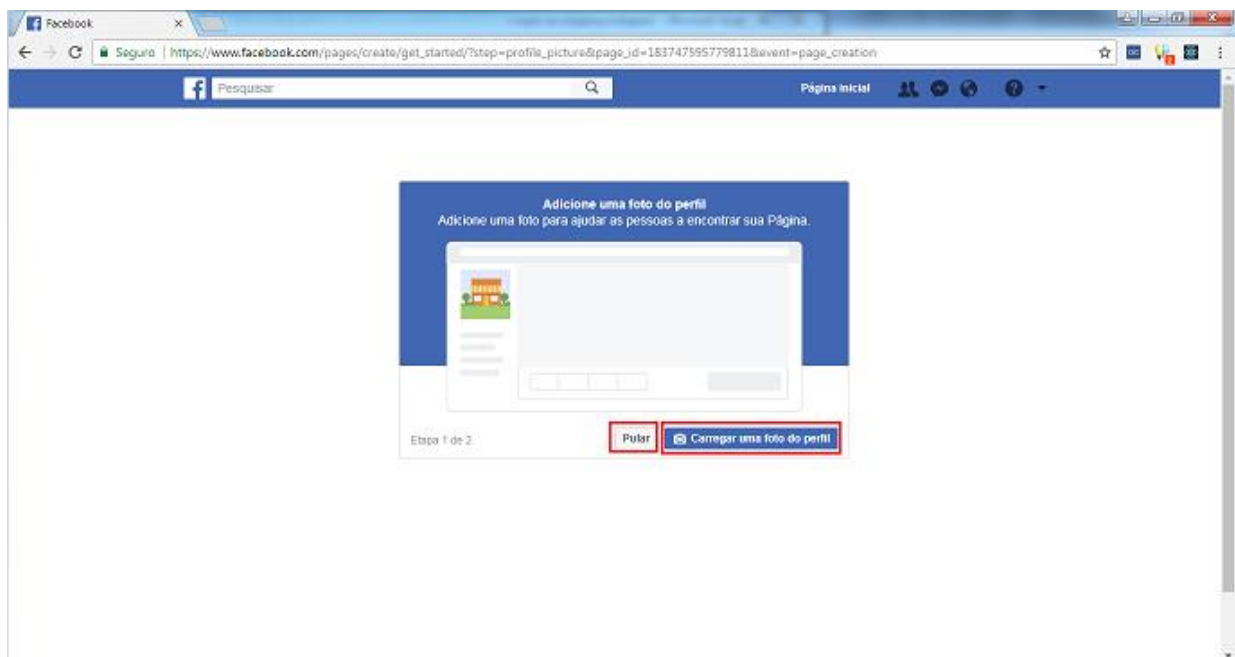 Facebook
Seguro | https://www.facebook.com/pages/create/get_started/?step=profile_picture&page_id=183747595779811&event=page_creation
Pesquisar
Página inicial
Adicione uma foto do perfil
Adicione uma foto para ajudar as pessoas a encontrar sua Página.
Etapa 1 de 2
Pular
Carregar uma foto do perfil